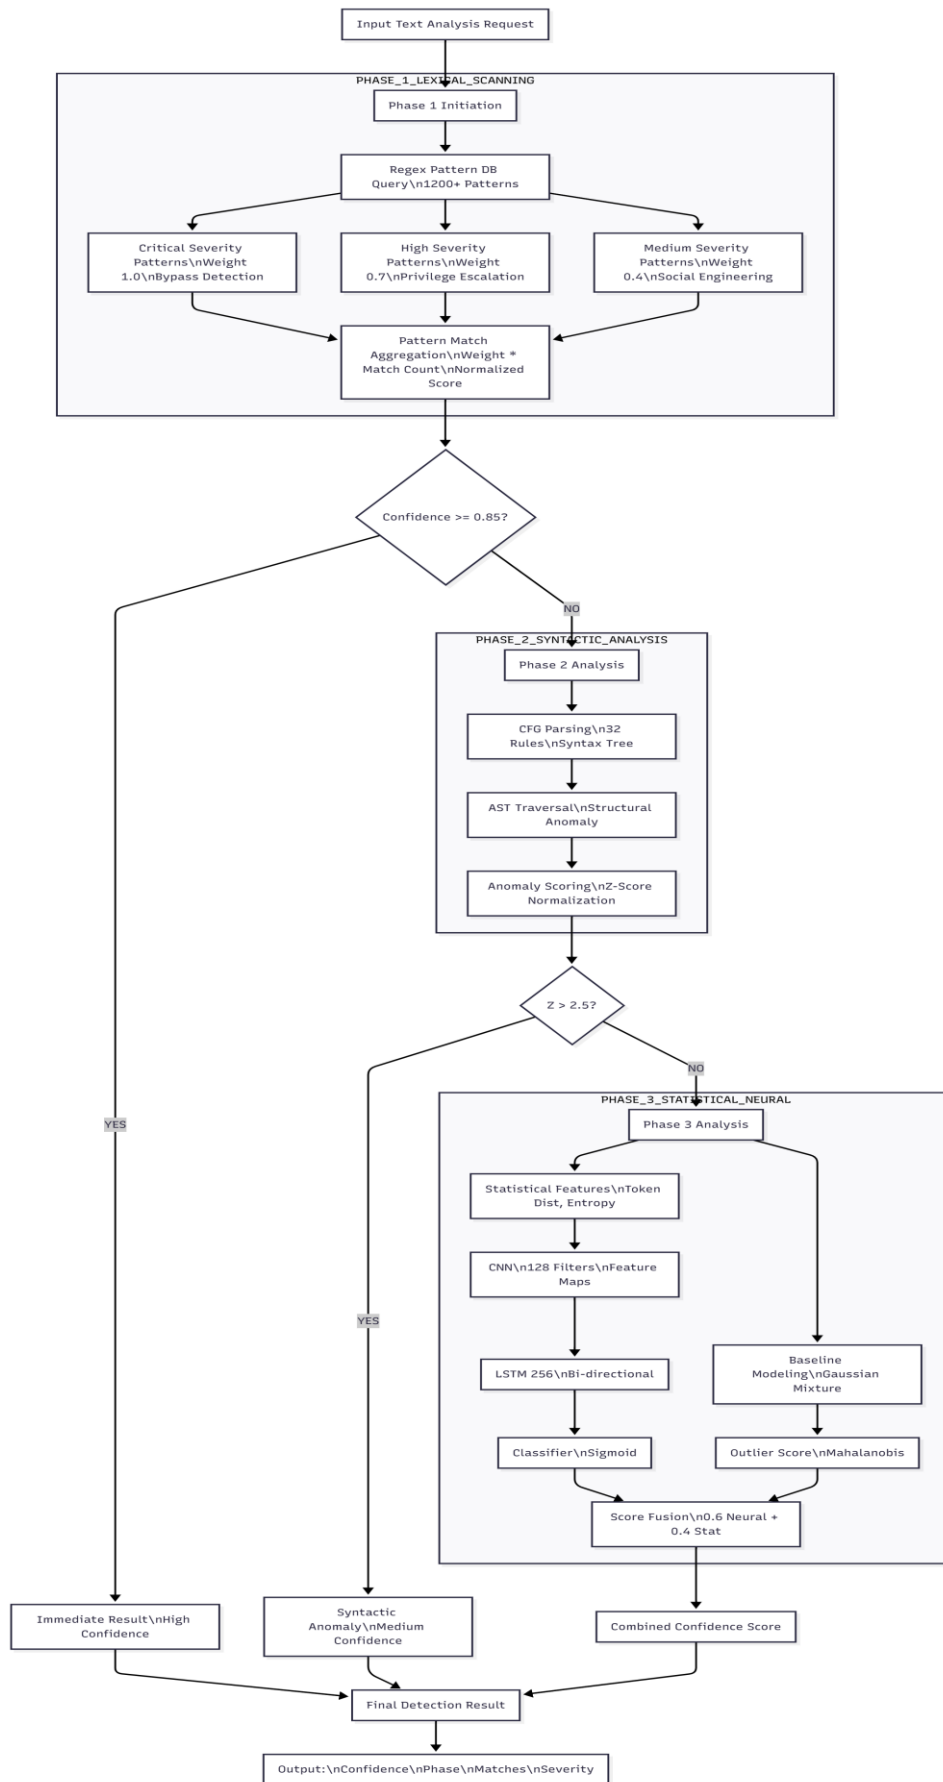 Input Text Analysis Request
PHASE_1_LEXICAL_SCANNING
Phase 1 Initiation
Regex Pattern DB
Query\n1200+ Patterns
Critical Severity
Patterns\nWeight
1.0\nBypass Detection
High Severity
Patterns\nWeight
0.7\nPrivilege Escalation
Medium Severity
Patterns\nWeight
0.4\nSocial Engineering
Pattern Match
Aggregation\nWeight *
Match Count\nNormalized
Score
Confidence >= 0.85?
NO
PHASE_2_SYNTACTIC_ANALYSIS
Phase 2 Analysis
CFG Parsing\n32
Rules\nSyntax Tree
AST Traversal\nStructural
Anomaly
Anomaly Scoring\nZ-Score
Normalization
Z > 2.5?
NO
PHASE_3_STATISTICAL_NEURAL
Phase 3 Analysis
YES
Statistical Features\nToken
Dist, Entropy
CNN\n128 Filters\nFeature
Maps
YES
LSTM 256\nBi-directional
Baseline
Modeling\nGaussian
Mixture
Classifier\nSigmoid
Outlier Score\nMahalanobis
Score Fusion\n0.6 Neural +
0.4 Stat
Immediate Result\nHigh
Confidence
Syntactic
Anomaly\nMedium
Confidence
Combined Confidence Score
Final Detection Result
Output:\nConfidence\nPhase\nMatches\nSeverity